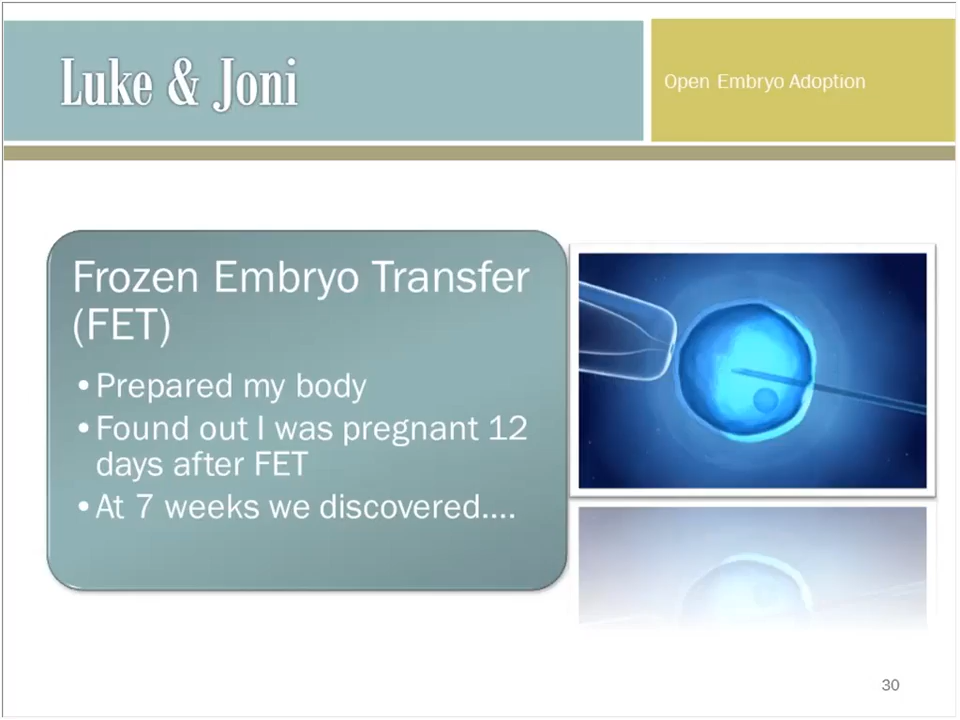 Luke & Joni
Open Embryo Adoption
Frozen Embryo Transfer
(FET)
•Prepared my body
•Found out I was pregnant 12
days after FET
•At 7 weeks we discovered....
30